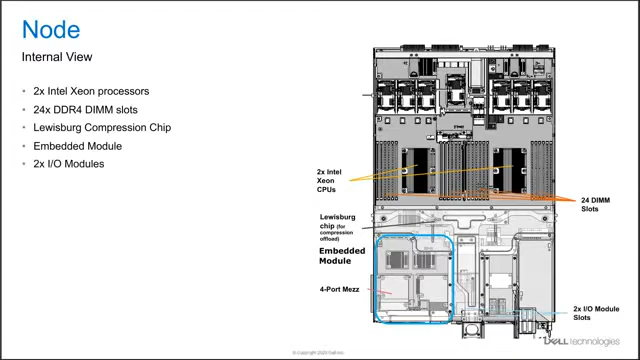 Node
Internal View
• 2x Intel Xeon processors
• 24x DDR4 DIMM slots
• Lewisburg Compression Chip
• Embedded Module
• 2x I/O Modules
2x Intel
Xeon
CPUs
24 DIMM
Slots
Lewisburg
chip (for
compression
offload)
Embedded
Module
4-Port Mezz
2x I/O Module
Slots
© Copyright 2020 Dell Inc.
DELL Technologies